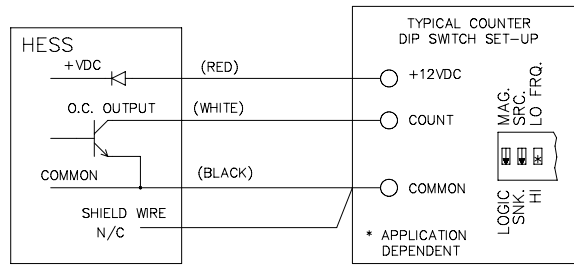 HESS
+VDC
(RED)
O.C. OUTPUT
(WHITE)
COMMON
(BLACK)
SHIELD WIRE
N/C
TYPICAL COUNTER
DIP SWITCH SET-UP
+12VDC
COUNT
COMMON
MAG.
SRC.
LO FRQ.
*
LOGIC
SNK.
HI
* APPLICATION
DEPENDENT